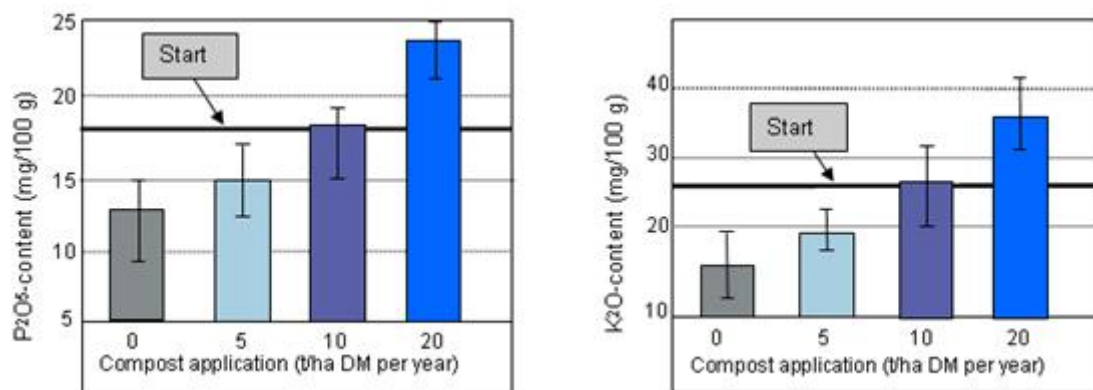 P2O5-content (mg/100 g)
25
20
15
10
5
Start
0 5 10 20
Compost application (t/ha DM per year)
K2O-content (mg/100 g)
40
30
20
10
Start
0 5 10 20
Compost application (t/ha DM per year)